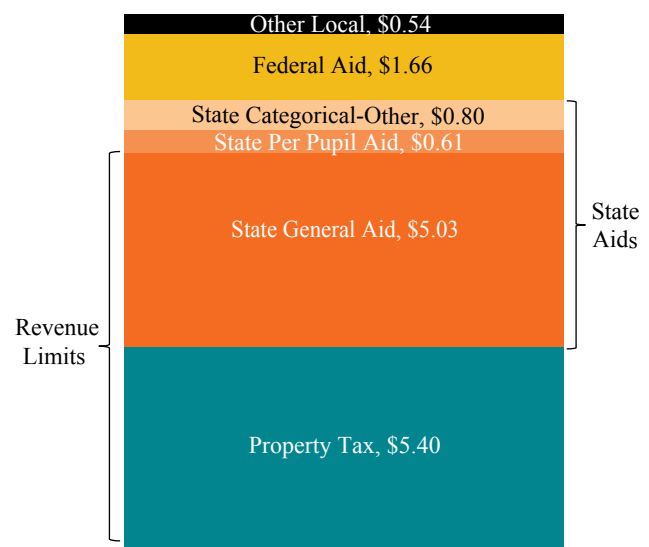 Other Local, $0.54
Federal Aid, $1.66
State Categorical-Other, $0.80
State Per Pupil Aid, $0.61
State General Aid, $5.03
State
Aids
Revenue
Limits
Property Tax, $5.40